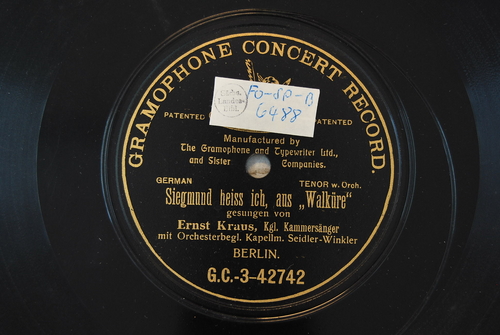 GRAMOPHONE CONCERT RECORD.
FO-SP-B
6488
PATENTED
PATENTED
Manufactured by
The Gramophone and Typewriter Ltd.,
and Sister Companies.
GERMAN
TENOR w. Orch.
Siegmund heiss ich, aus „Walküre"
gesungen von
Ernst Kraus, Kgl. Kammersänger
mit Orchesterbegl. Kapellm. Seidler-Winkler
BERLIN.
G.C.-3-42742